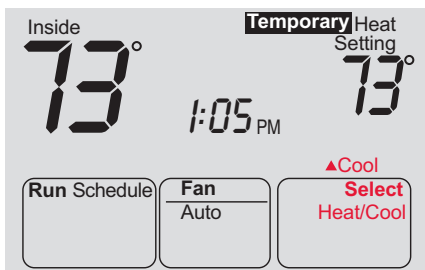 Inside
Temporary Heat
Setting
73°
73°
1:05 PM
▲Cool
Run Schedule
Fan
Auto
Select
Heat/Cool